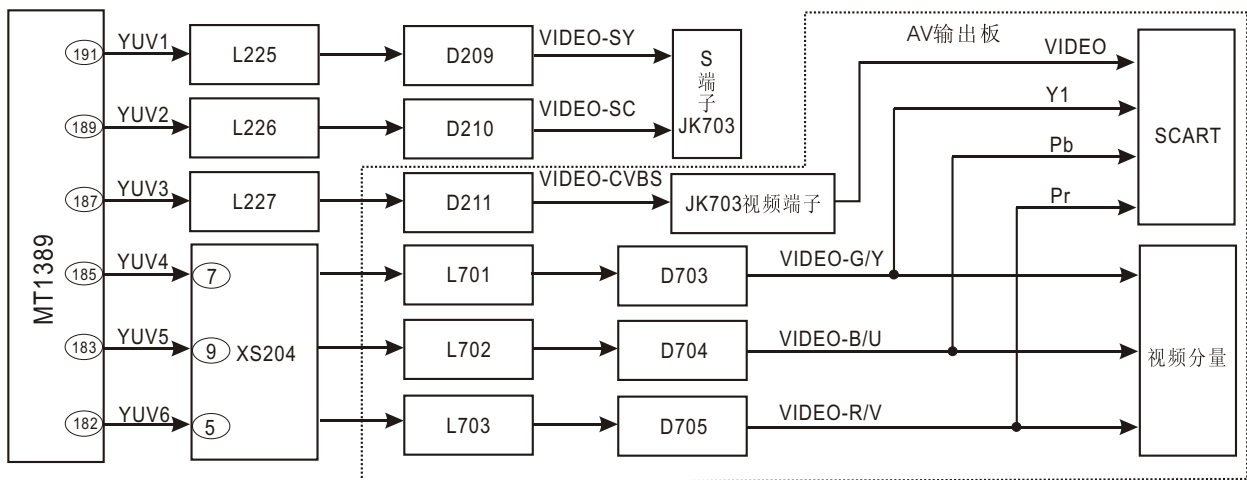 MT1389
191
YUV1
L225
D209
VIDEO-SY
S
端
子
JK703
189
YUV2
L226
D210
VIDEO-SC
187
YUV3
L227
D211
VIDEO-CVBS
JK703视频端子
185
YUV4
7
L701
D703
VIDEO-G/Y
183
YUV5
9
XS204
L702
D704
VIDEO-B/U
182
YUV6
5
L703
D705
VIDEO-R/V
AV输出板
VIDEO
Y1
Pb
Pr
SCART
视频分量